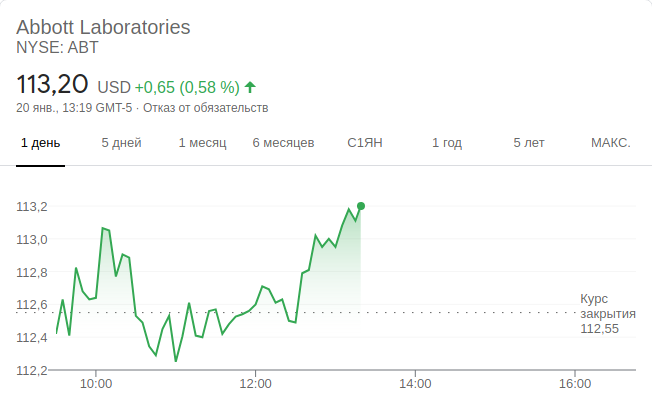 Abbott Laboratories
NYSE: ABT
113,20 USD +0,65 (0,58 %)
20 янв., 13:19 GMT-5 · Отказ от обязательств
1 день 5 дней 1 месяц 6 месяцев С1ЯН 1 год 5 лет МАКС.
113,2
113,0
112,8
112,6
112,4
112,2
Курс
закрытия
112,55
10:00 12:00 14:00 16:00